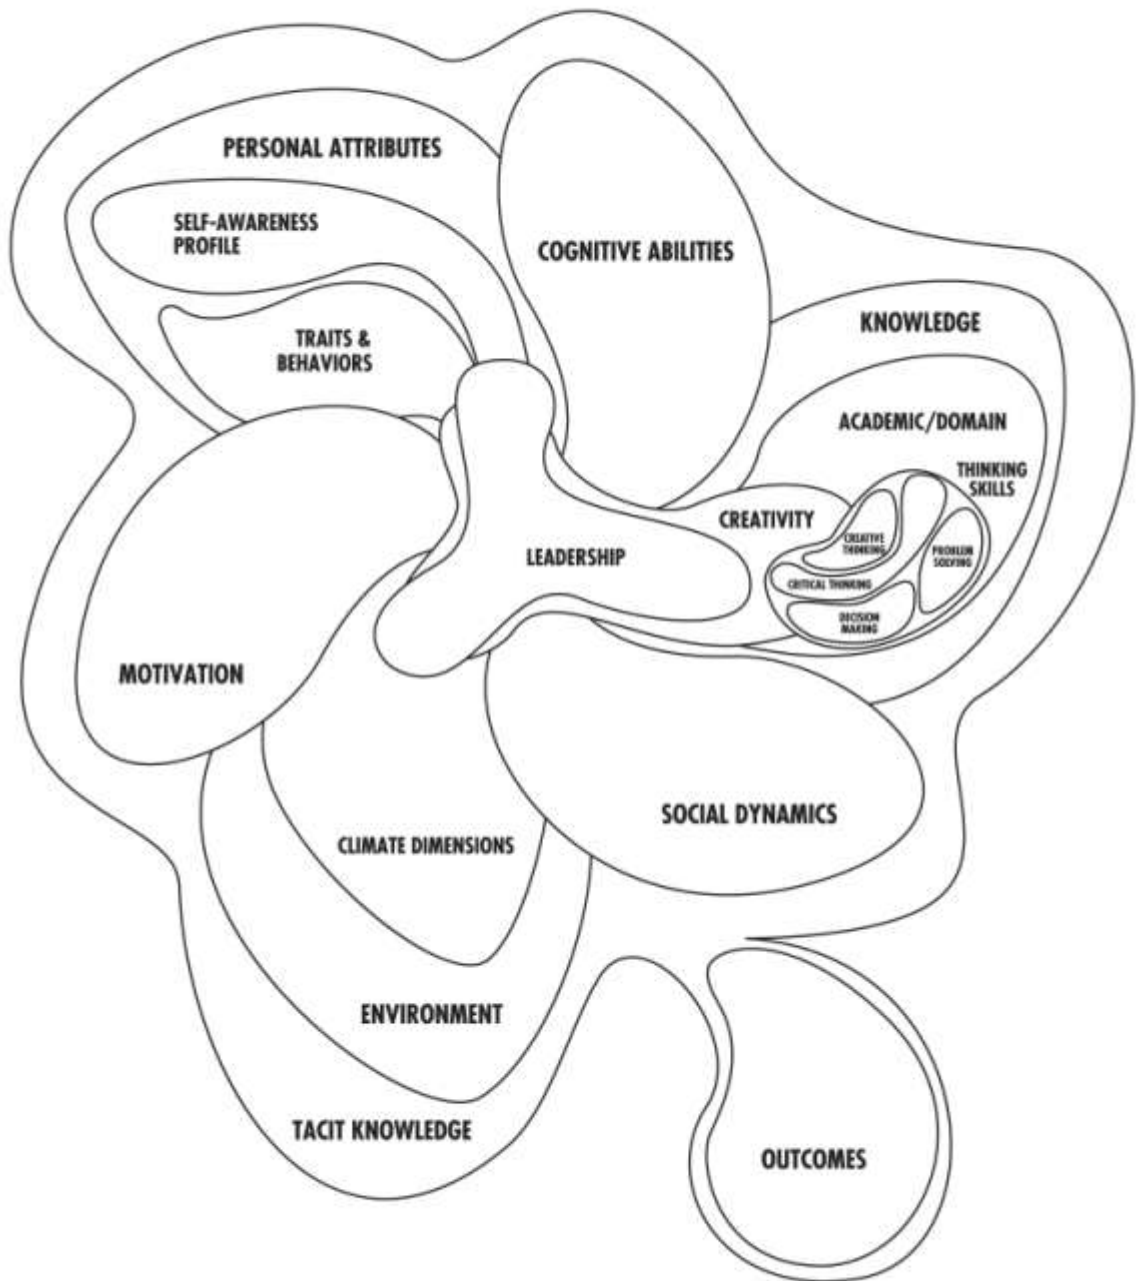 PERSONAL ATTRIBUTES
SELF-AWARENESS
PROFILE
COGNITIVE ABILITIES
TRAITS &
BEHAVIORS
KNOWLEDGE
ACADEMIC/DOMAIN
THINKING
SKILLS
CREATIVITY
CREATIVE
THINKING
PROBLEM
SOLVING
CRITICAL THINKING
DECISION
MAKING
LEADERSHIP
MOTIVATION
SOCIAL DYNAMICS
CLIMATE DIMENSIONS
ENVIRONMENT
TACIT KNOWLEDGE
OUTCOMES